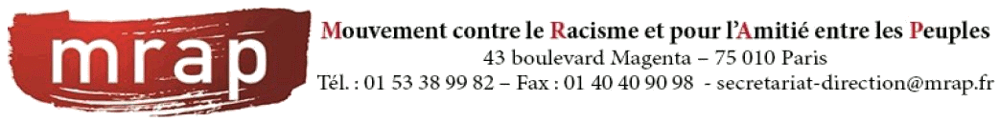 mrap
Mouvement contre le Racisme et pour l'Amitié entre les Peuples
43 boulevard Magenta – 75 010 Paris
Tél. : 01 53 38 99 82 – Fax : 01 40 40 90 98 - secretariat-direction@mrap.fr